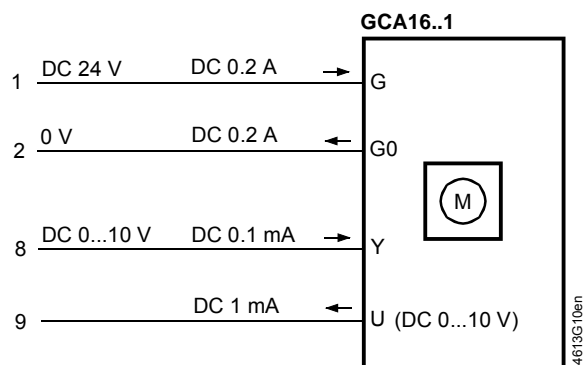 GCA16..1
1 DC 24 V DC 0.2 A G
2 0 V DC 0.2 A G0
M
8 DC 0...10 V DC 0.1 mA Y
9 DC 1 mA U (DC 0...10 V)
4613G10en